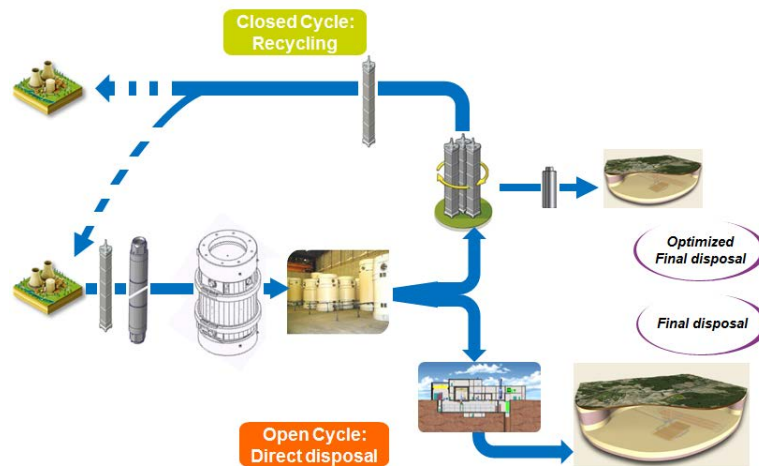 Closed Cycle:
Recycling
Optimized
Final disposal
Final disposal
Open Cycle:
Direct disposal